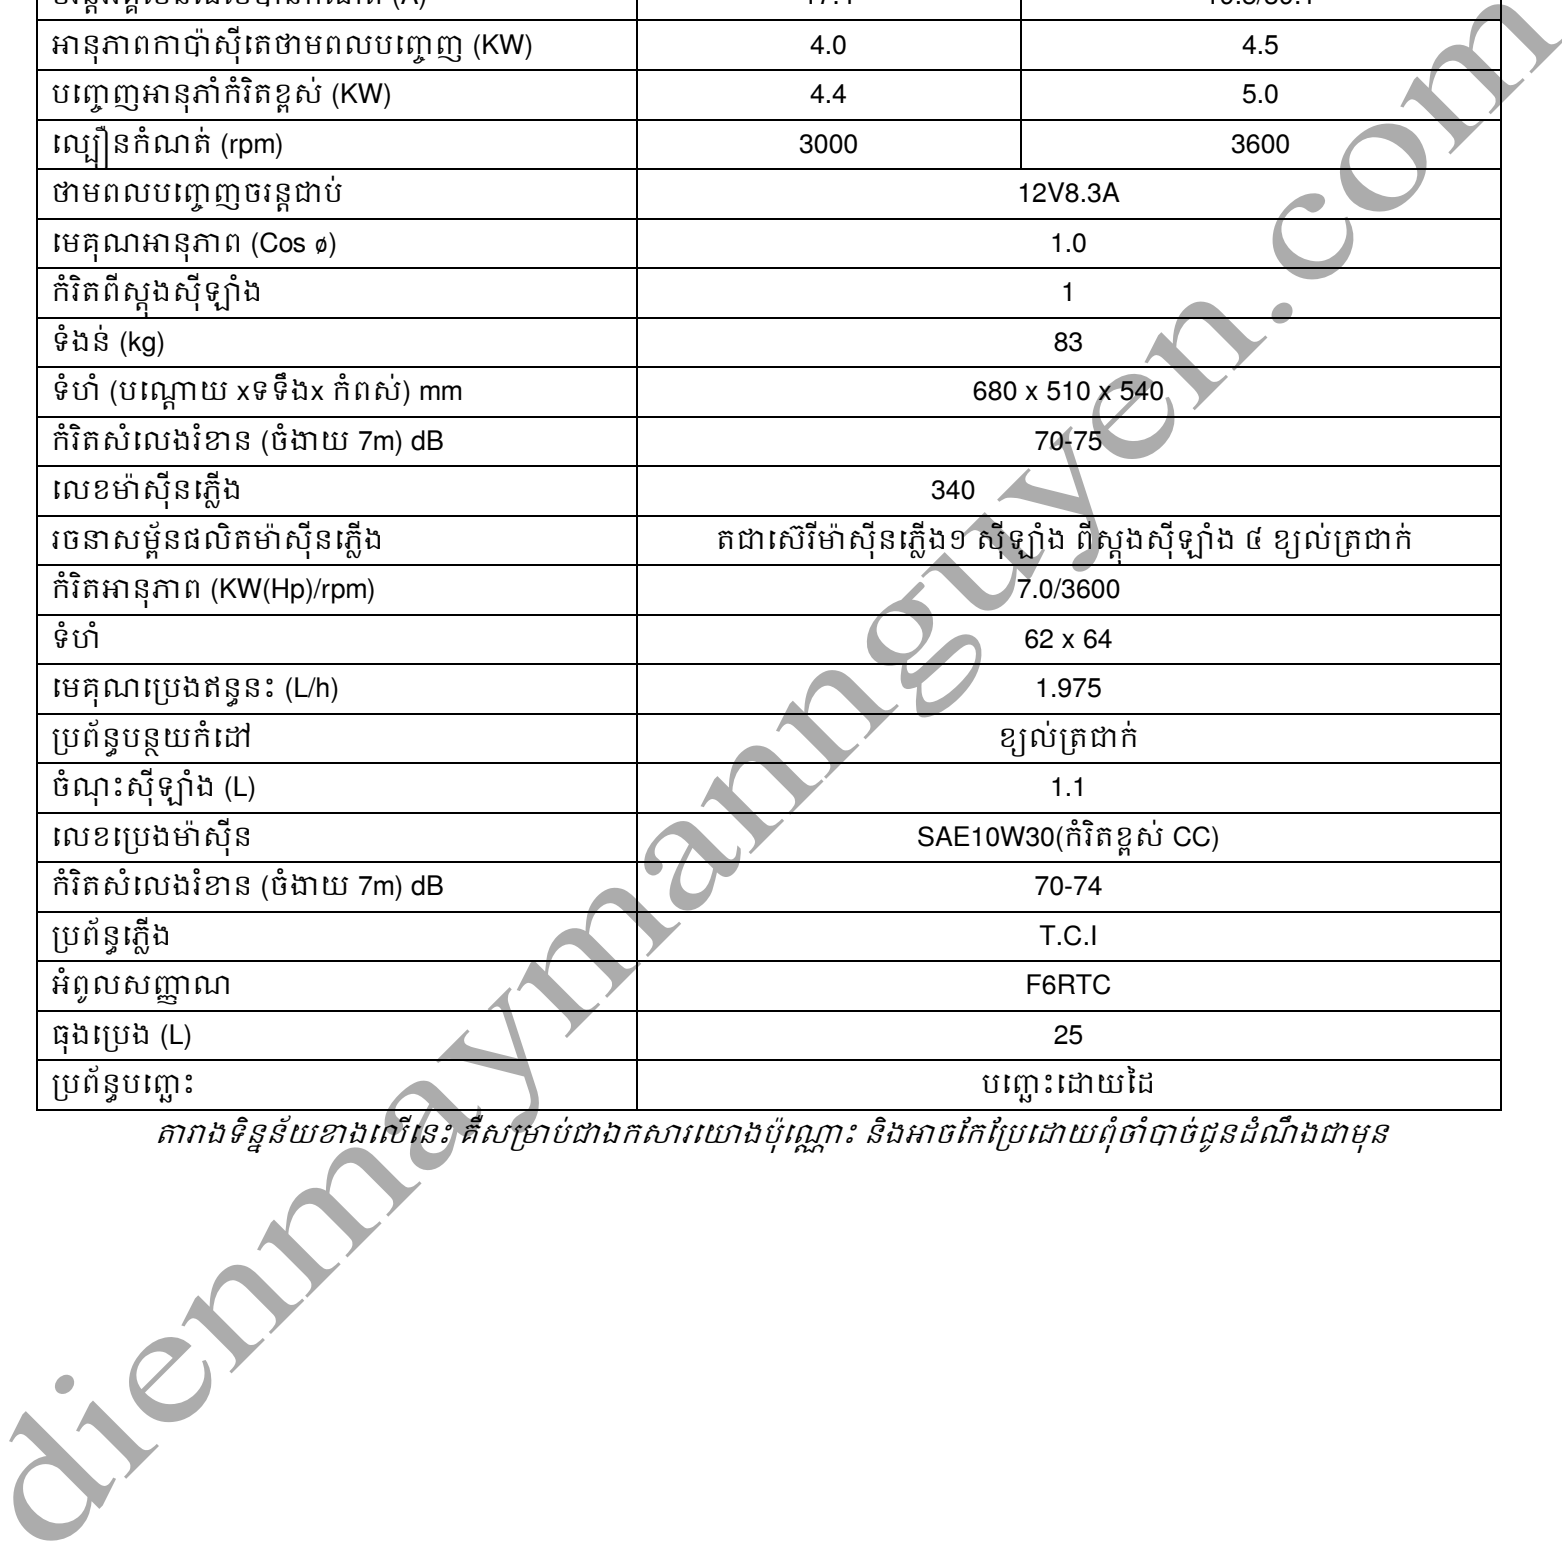 អានុភាពកាប៉ាស៊ីតេថាមពលបញ្ចេញ (KW) 4.0 4.5
បញ្ចេញអានុភាំកំរិតខ្ពស់ (KW) 4.4 5.0
ល្បឿនកំណត់ (rpm) 3000 3600
ថាមពលបញ្ចេញចរន្តជាប់ 12V8.3A
មេគុណអានុភាព (Cos ø) 1.0
កំរិតពីស្តុងស៊ីឡាំង 1
ទំងន់ (kg) 83
ទំហំ (បណ្តោយ xទទឹងx កំពស់) mm 680 x 510 x 540
កំរិតសំលេងរំខាន (ចំងាយ 7m) dB 70-75
លេខម៉ាស៊ីនភ្លើង 340
រចនាសម្ព័នផលិតម៉ាស៊ីនភ្លើង តជាស៊េរីម៉ាស៊ីនភ្លើង១ ស៊ីឡាំង ពីស្តុងស៊ីឡាំង ៤ ខ្យល់ត្រជាក់
កំរិតអានុភាព (KW(Hp)/rpm) 7.0/3600
ទំហំ 62 x 64
មេគុណប្រេងឥន្ធនះ (L/h) 1.975
ប្រព័ន្ធបន្ថយកំដៅ ខ្យល់ត្រជាក់
ចំណុះស៊ីឡាំង (L) 1.1
លេខប្រេងម៉ាស៊ីន SAE10W30(កំរិតខ្ពស់ CC)
កំរិតសំលេងរំខាន (ចំងាយ 7m) dB 70-74
ប្រព័ន្ធភ្លើង T.C.I
អំពូលសញ្ញាណ F6RTC
ធុងប្រេង (L) 25
ប្រព័ន្ធបញ្ឆេះ បញ្ឆេះដោយដៃ
តារាងទិន្នន័យខាងលើនេះ គឺសម្រាប់ជាឯកសារយោងប៉ុណ្ណោះ និងអាចកែប្រែដោយពុំចាំបាច់ជូនដំណឹងជាមុន
dienmaymannguyen.com